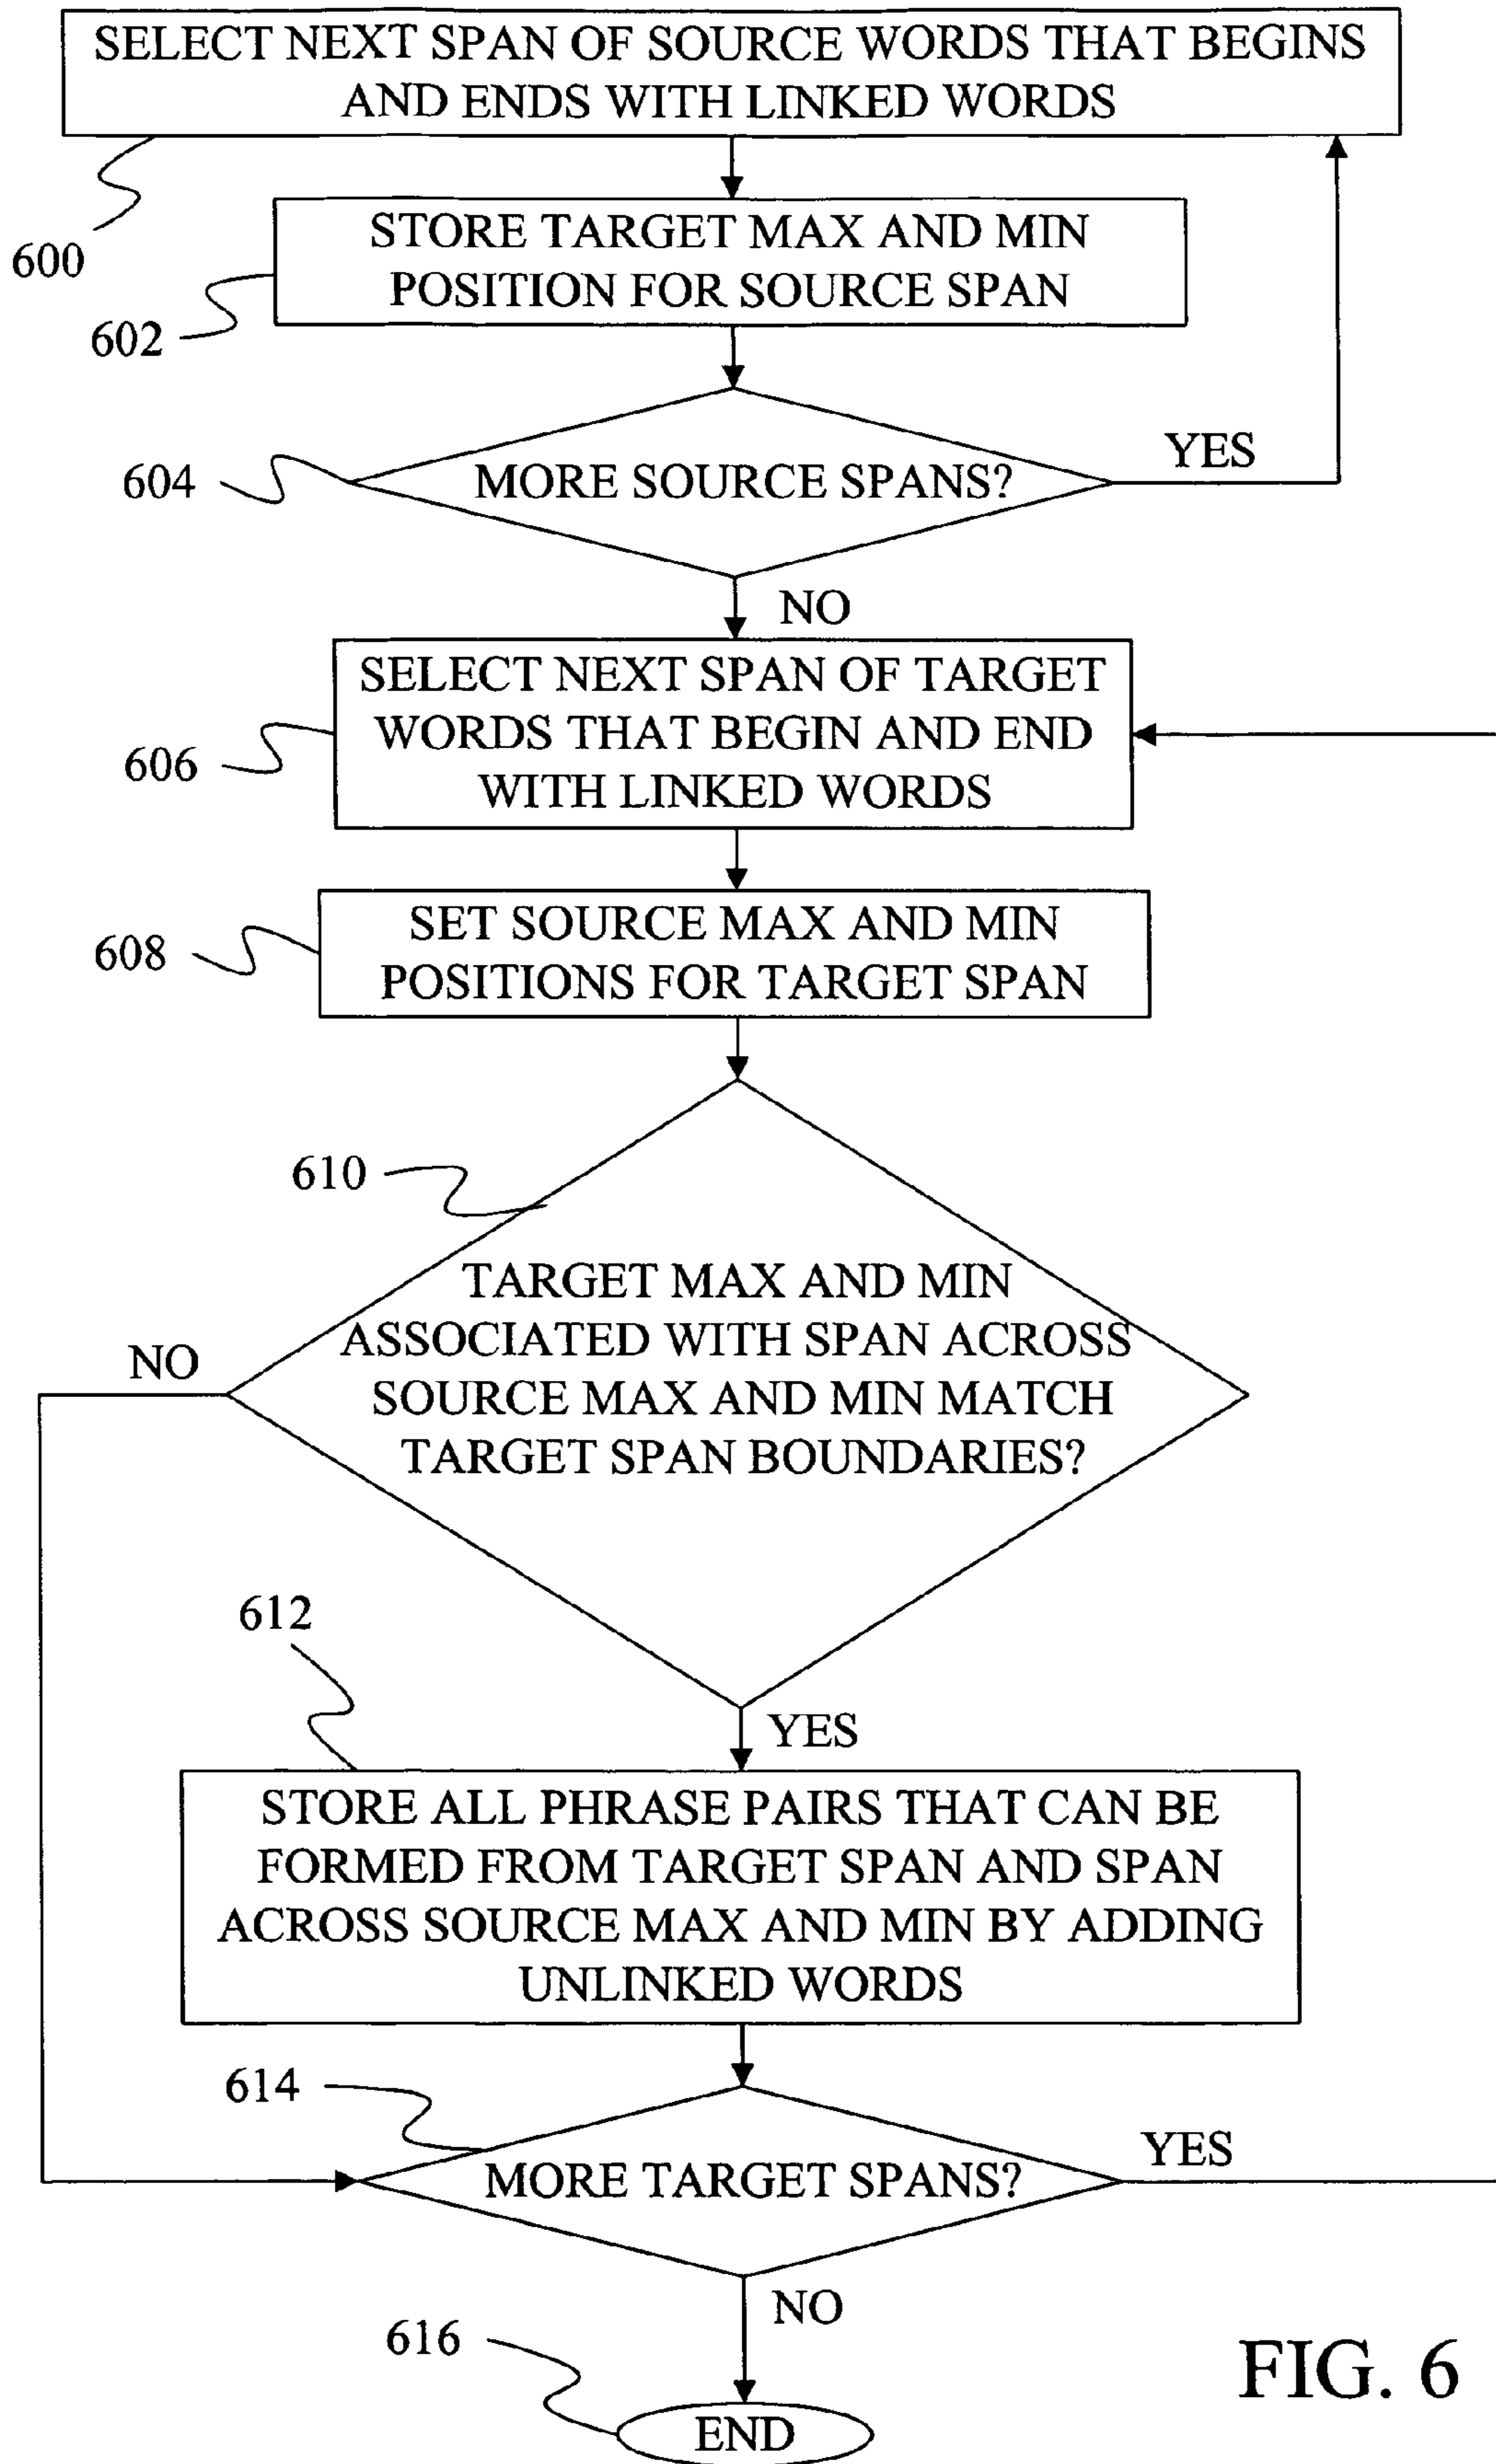 SELECT NEXT SPAN OF SOURCE WORDS THAT BEGINS
AND ENDS WITH LINKED WORDS
600
STORE TARGET MAX AND MIN
POSITION FOR SOURCE SPAN
602
604
MORE SOURCE SPANS?
YES
NO
SELECT NEXT SPAN OF TARGET
WORDS THAT BEGIN AND END
WITH LINKED WORDS
606
SET SOURCE MAX AND MIN
POSITIONS FOR TARGET SPAN
608
610
TARGET MAX AND MIN
ASSOCIATED WITH SPAN ACROSS
SOURCE MAX AND MIN MATCH
TARGET SPAN BOUNDARIES?
NO
612
YES
STORE ALL PHRASE PAIRS THAT CAN BE
FORMED FROM TARGET SPAN AND SPAN
ACROSS SOURCE MAX AND MIN BY ADDING
UNLINKED WORDS
614
MORE TARGET SPANS?
YES
NO
616
END
FIG. 6